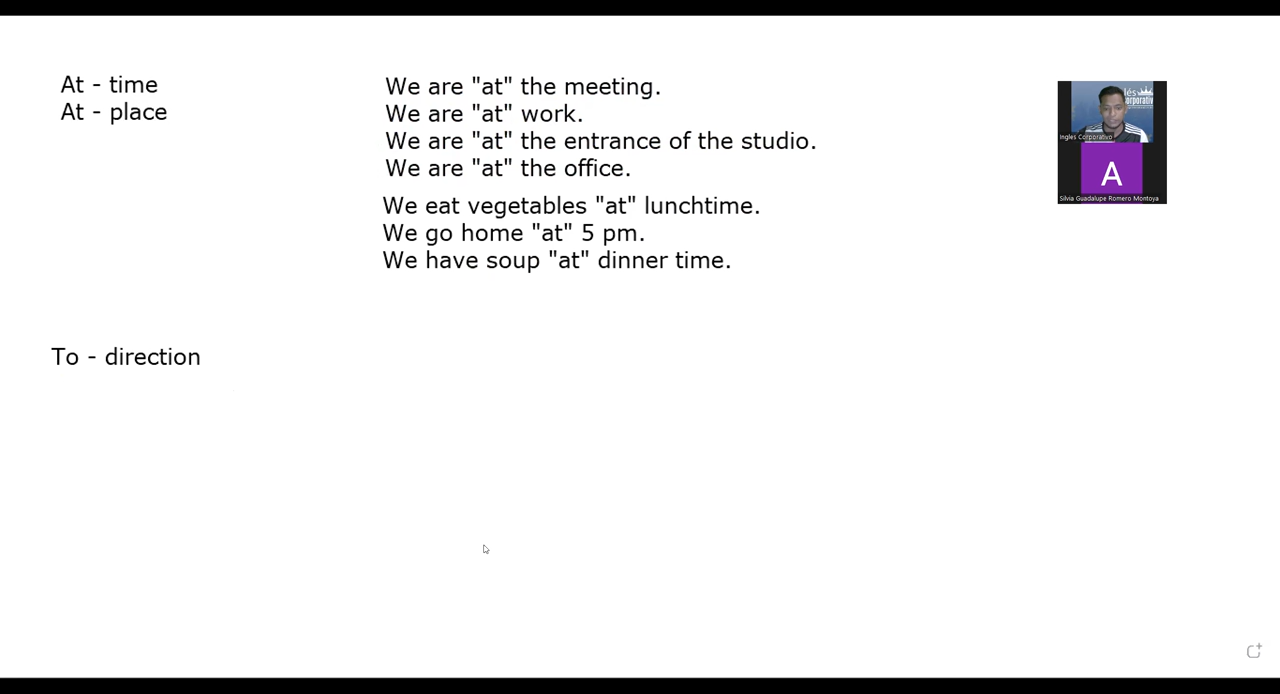 At - time
At - place
We are "at" the meeting.
We are "at" work.
We are "at" the entrance of the studio.
We are "at" the office.
We eat vegetables "at" lunchtime.
We go home "at" 5 pm.
We have soup "at" dinner time.
To - direction
Ingles Corporativo
A
Silvia Guadalupe Romero Montoya